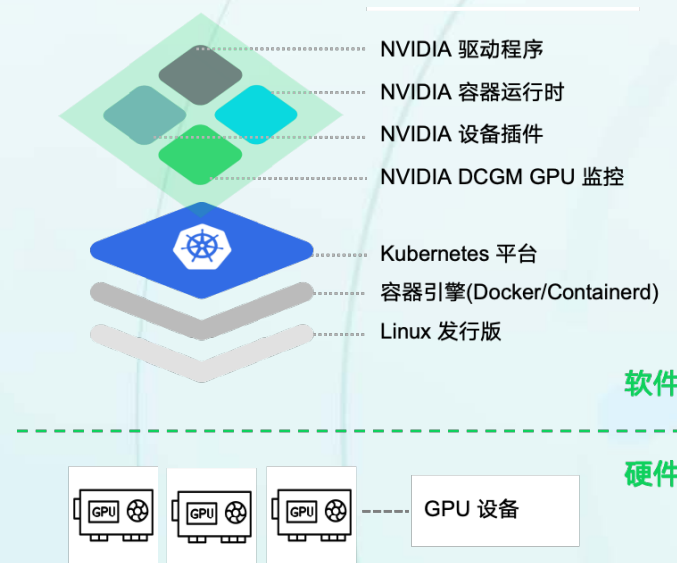 NVIDIA 驱动程序
NVIDIA 容器运行时
NVIDIA 设备插件
NVIDIA DCGM GPU 监控
Kubernetes 平台
容器引擎(Docker/Containerd)
Linux 发行版
软件
硬件
GPU
GPU
GPU
GPU 设备